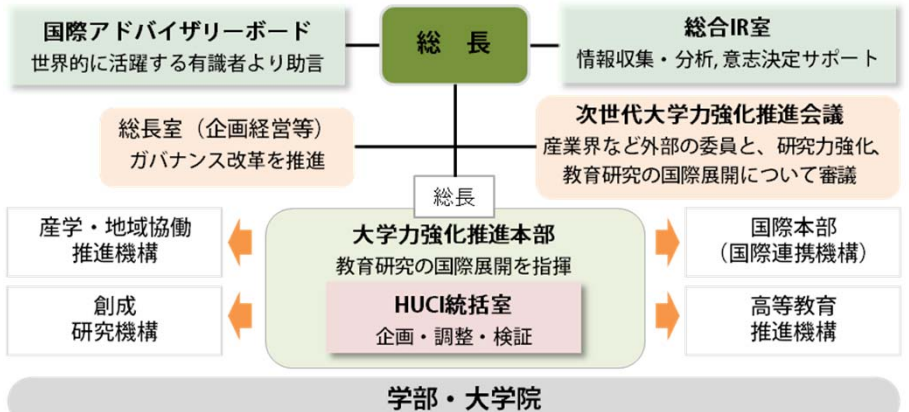 国際アドバイザリーボード
世界的に活躍する有識者より助言
総 長
総合IR室
情報収集・分析, 意志決定サポート
総長室（企画経営等）
ガバナンス改革を推進
次世代大学力強化推進会議
産業界など外部の委員と、研究力強化、
教育研究の国際展開について審議
総長
産学・地域協働
推進機構
大学力強化推進本部
教育研究の国際展開を指揮
国際本部
（国際連携機構）
創成
研究機構
HUCI統括室
企画・調整・検証
高等教育
推進機構
学部・大学院